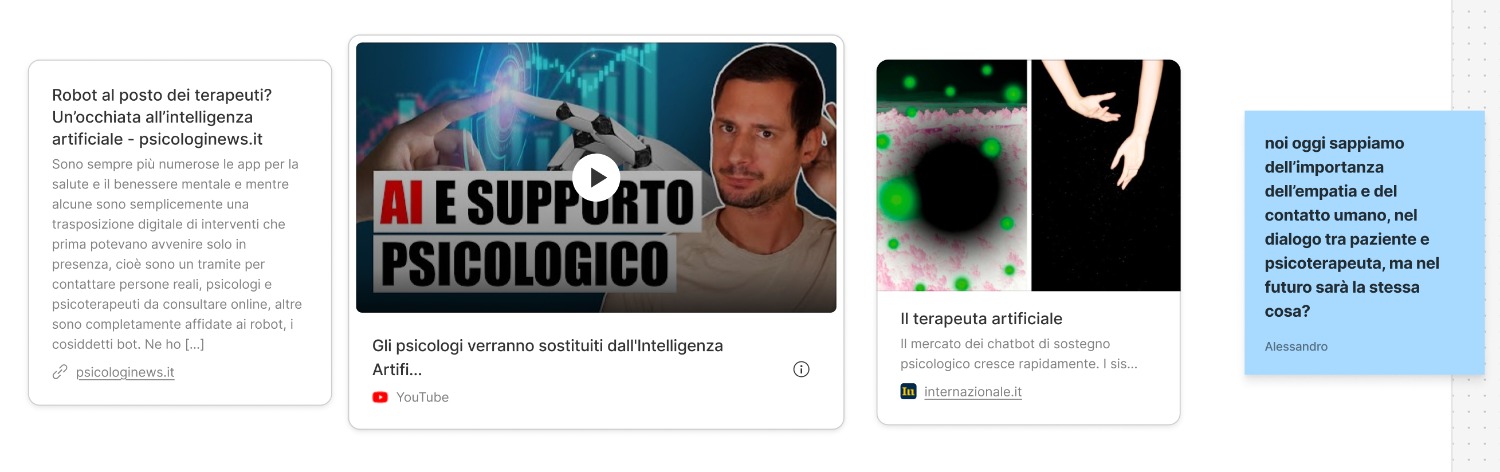 Robot al posto dei terapeuti?
Un’occhiata all’intelligenza
artificiale - psicologinews.it
Sono sempre più numerose le app per la
salute e il benessere mentale e mentre
alcune sono semplicemente una
trasposizione digitale di interventi che
prima potevano avvenire solo in
presenza, cioè sono un tramite per
contattare persone reali, psicologi e
psicoterapeuti da consultare online, altre
sono completamente affidate ai robot, i
cosiddetti bot. Ne ho [...]
psicologinews.it
AI E SUPPORTO
PSICOLOGICO
Gli psicologi verranno sostituiti dall'Intelligenza
Artifi...
YouTube
Il terapeuta artificiale
Il mercato dei chatbot di sostegno
psicologico cresce rapidamente. I sis...
In
internazionale.it
noi oggi sappiamo
dell’importanza
dell’empatia e del
contatto umano, nel
dialogo tra paziente e
psicoterapeuta, ma nel
futuro sarà la stessa
cosa?
Alessandro